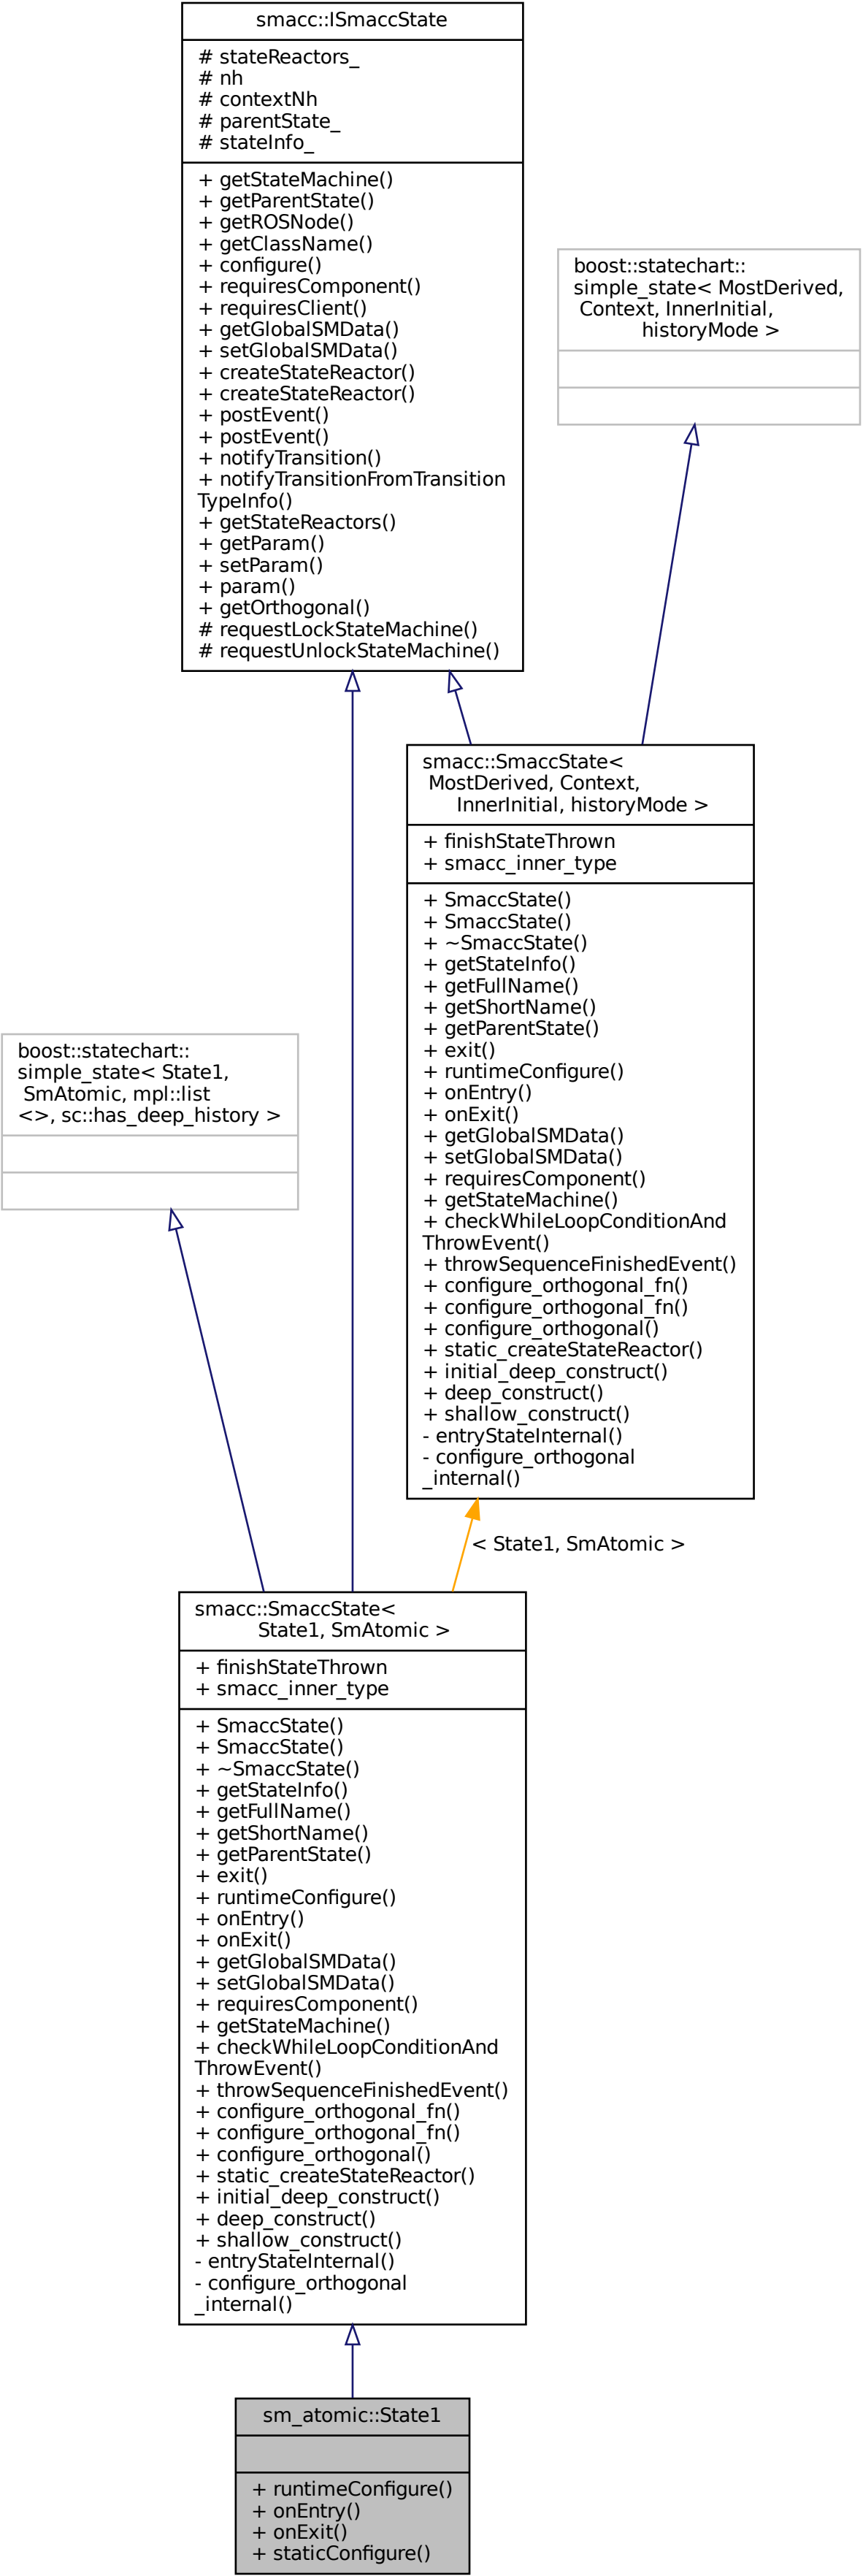 smacc::ISmaccState
# stateReactors_
# nh
# contextNh
# parentState_
# stateInfo_
+ getStateMachine()
+ getParentState()
+ getROSNode()
+ getClassName()
+ configure()
+ requiresComponent()
+ requiresClient()
+ getGlobalSMData()
+ setGlobalSMData()
+ createStateReactor()
+ createStateReactor()
+ postEvent()
+ postEvent()
+ notifyTransition()
+ notifyTransitionFromTransition
TypeInfo()
+ getStateReactors()
+ getParam()
+ setParam()
+ param()
+ getOrthogonal()
# requestLockStateMachine()
# requestUnlockStateMachine()
boost::statechart::
simple_state< MostDerived,
Context, InnerInitial,
historyMode >
smacc::SmaccState<
MostDerived, Context,
InnerInitial, historyMode >
+ finishStateThrown
+ smacc_inner_type
+ SmaccState()
+ SmaccState()
+ ~SmaccState()
+ getStateInfo()
+ getFullName()
+ getShortName()
+ getParentState()
+ exit()
+ runtimeConfigure()
+ onEntry()
+ onExit()
+ getGlobalSMData()
+ setGlobalSMData()
+ requiresComponent()
+ getStateMachine()
+ checkWhileLoopConditionAnd
ThrowEvent()
+ throwSequenceFinishedEvent()
+ configure_orthogonal_fn()
+ configure_orthogonal_fn()
+ configure_orthogonal()
+ static_createStateReactor()
+ initial_deep_construct()
+ deep_construct()
+ shallow_construct()
- entryStateInternal()
- configure_orthogonal
_internal()
boost::statechart::
simple_state< State1,
SmAtomic, mpl::list
<>, sc::has_deep_history >
< State1, SmAtomic >
smacc::SmaccState<
State1, SmAtomic >
+ finishStateThrown
+ smacc_inner_type
+ SmaccState()
+ SmaccState()
+ ~SmaccState()
+ getStateInfo()
+ getFullName()
+ getShortName()
+ getParentState()
+ exit()
+ runtimeConfigure()
+ onEntry()
+ onExit()
+ getGlobalSMData()
+ setGlobalSMData()
+ requiresComponent()
+ getStateMachine()
+ checkWhileLoopConditionAnd
ThrowEvent()
+ throwSequenceFinishedEvent()
+ configure_orthogonal_fn()
+ configure_orthogonal_fn()
+ configure_orthogonal()
+ static_createStateReactor()
+ initial_deep_construct()
+ deep_construct()
+ shallow_construct()
- entryStateInternal()
- configure_orthogonal
_internal()
sm_atomic::State1
+ runtimeConfigure()
+ onEntry()
+ onExit()
+ staticConfigure()